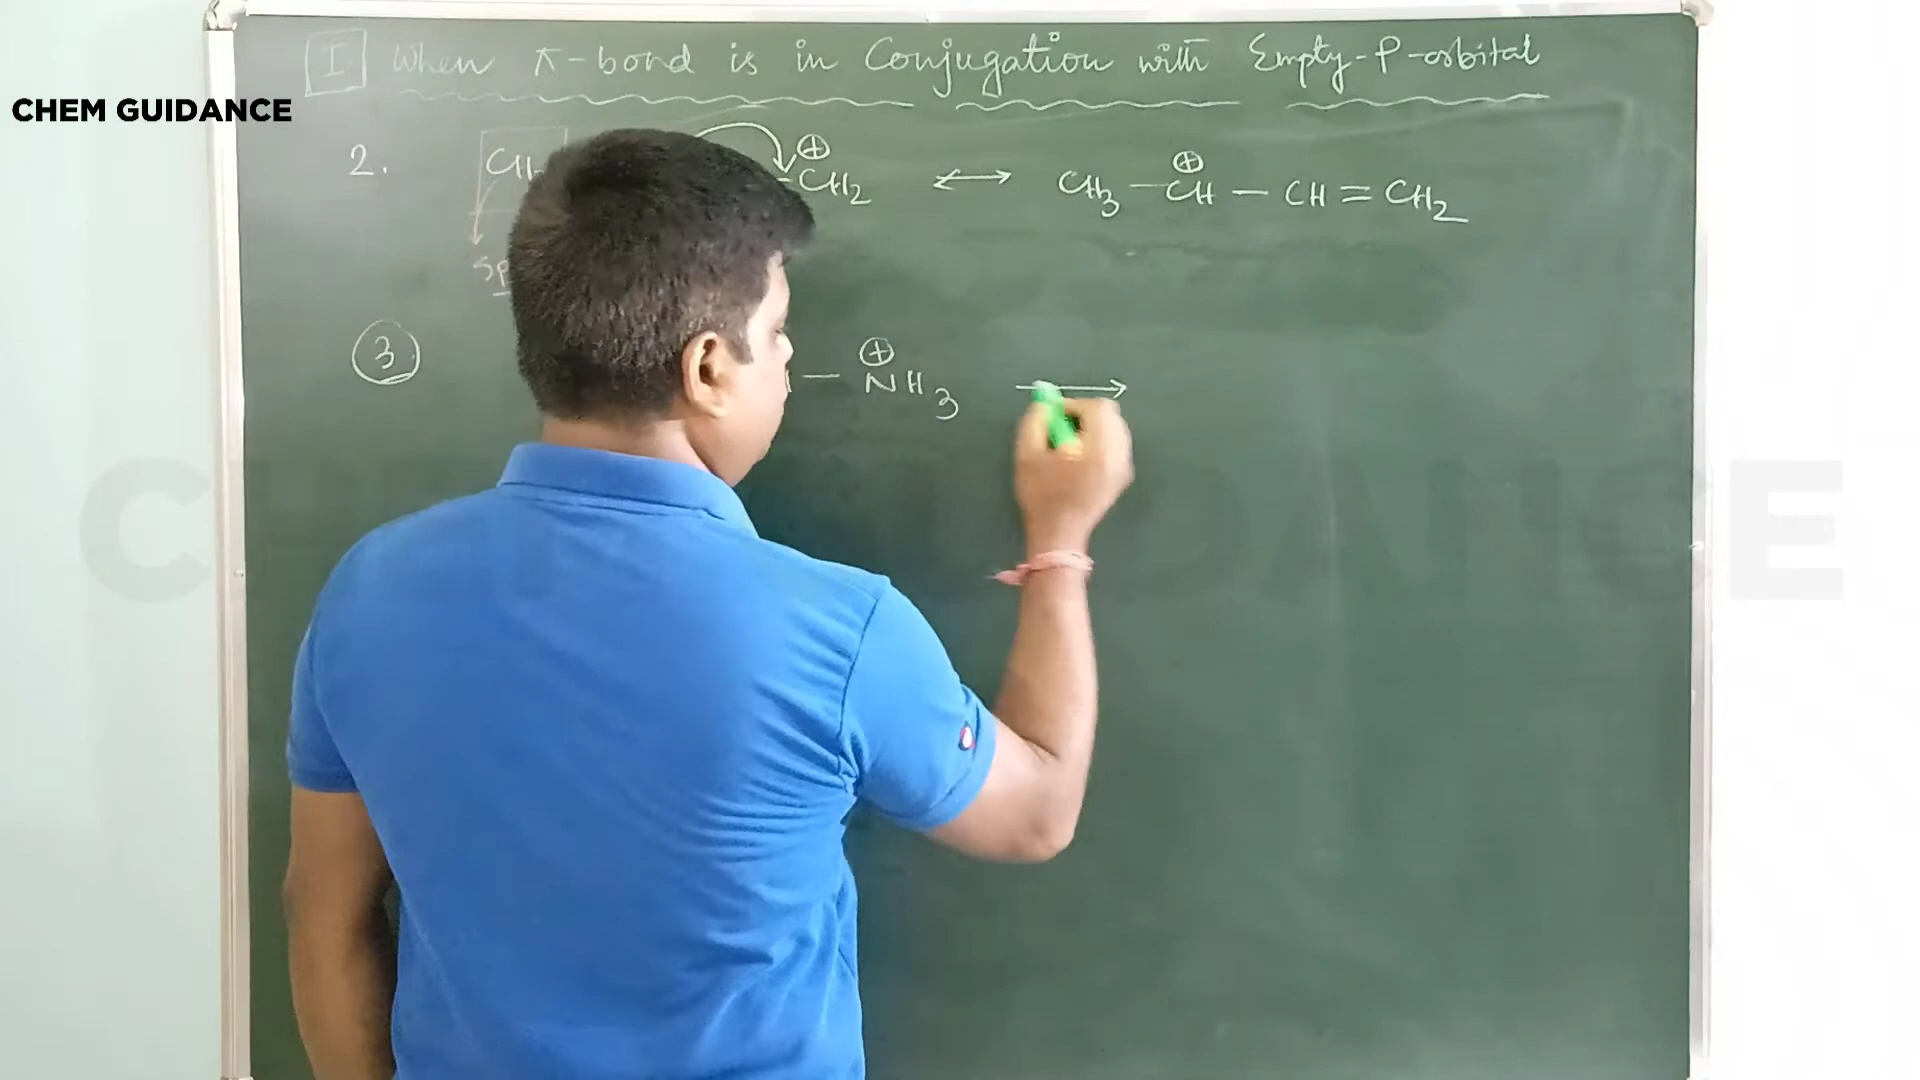 I When π-bond is in Conjugation with Empty-P-orbital
CHEM GUIDANCE
2. CH ⊕ -CH2 ↔ CH3 - ⊕CH - CH = CH2
Sp
3. - ⊕NH3 →